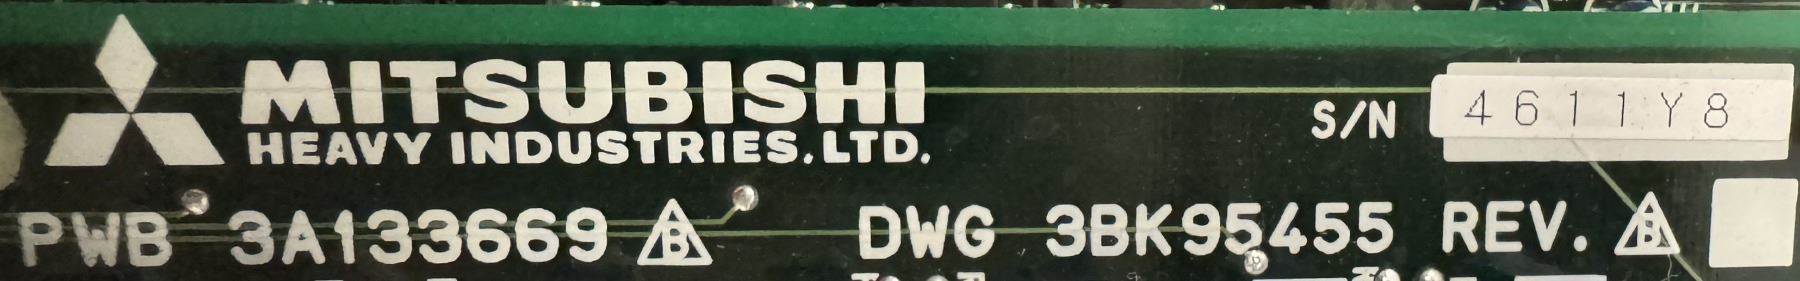 MITSUBISHI
HEAVY INDUSTRIES,LTD.
S/N 4611Y8
PWB 3A133669 B DWG 3BK95455 REV. B